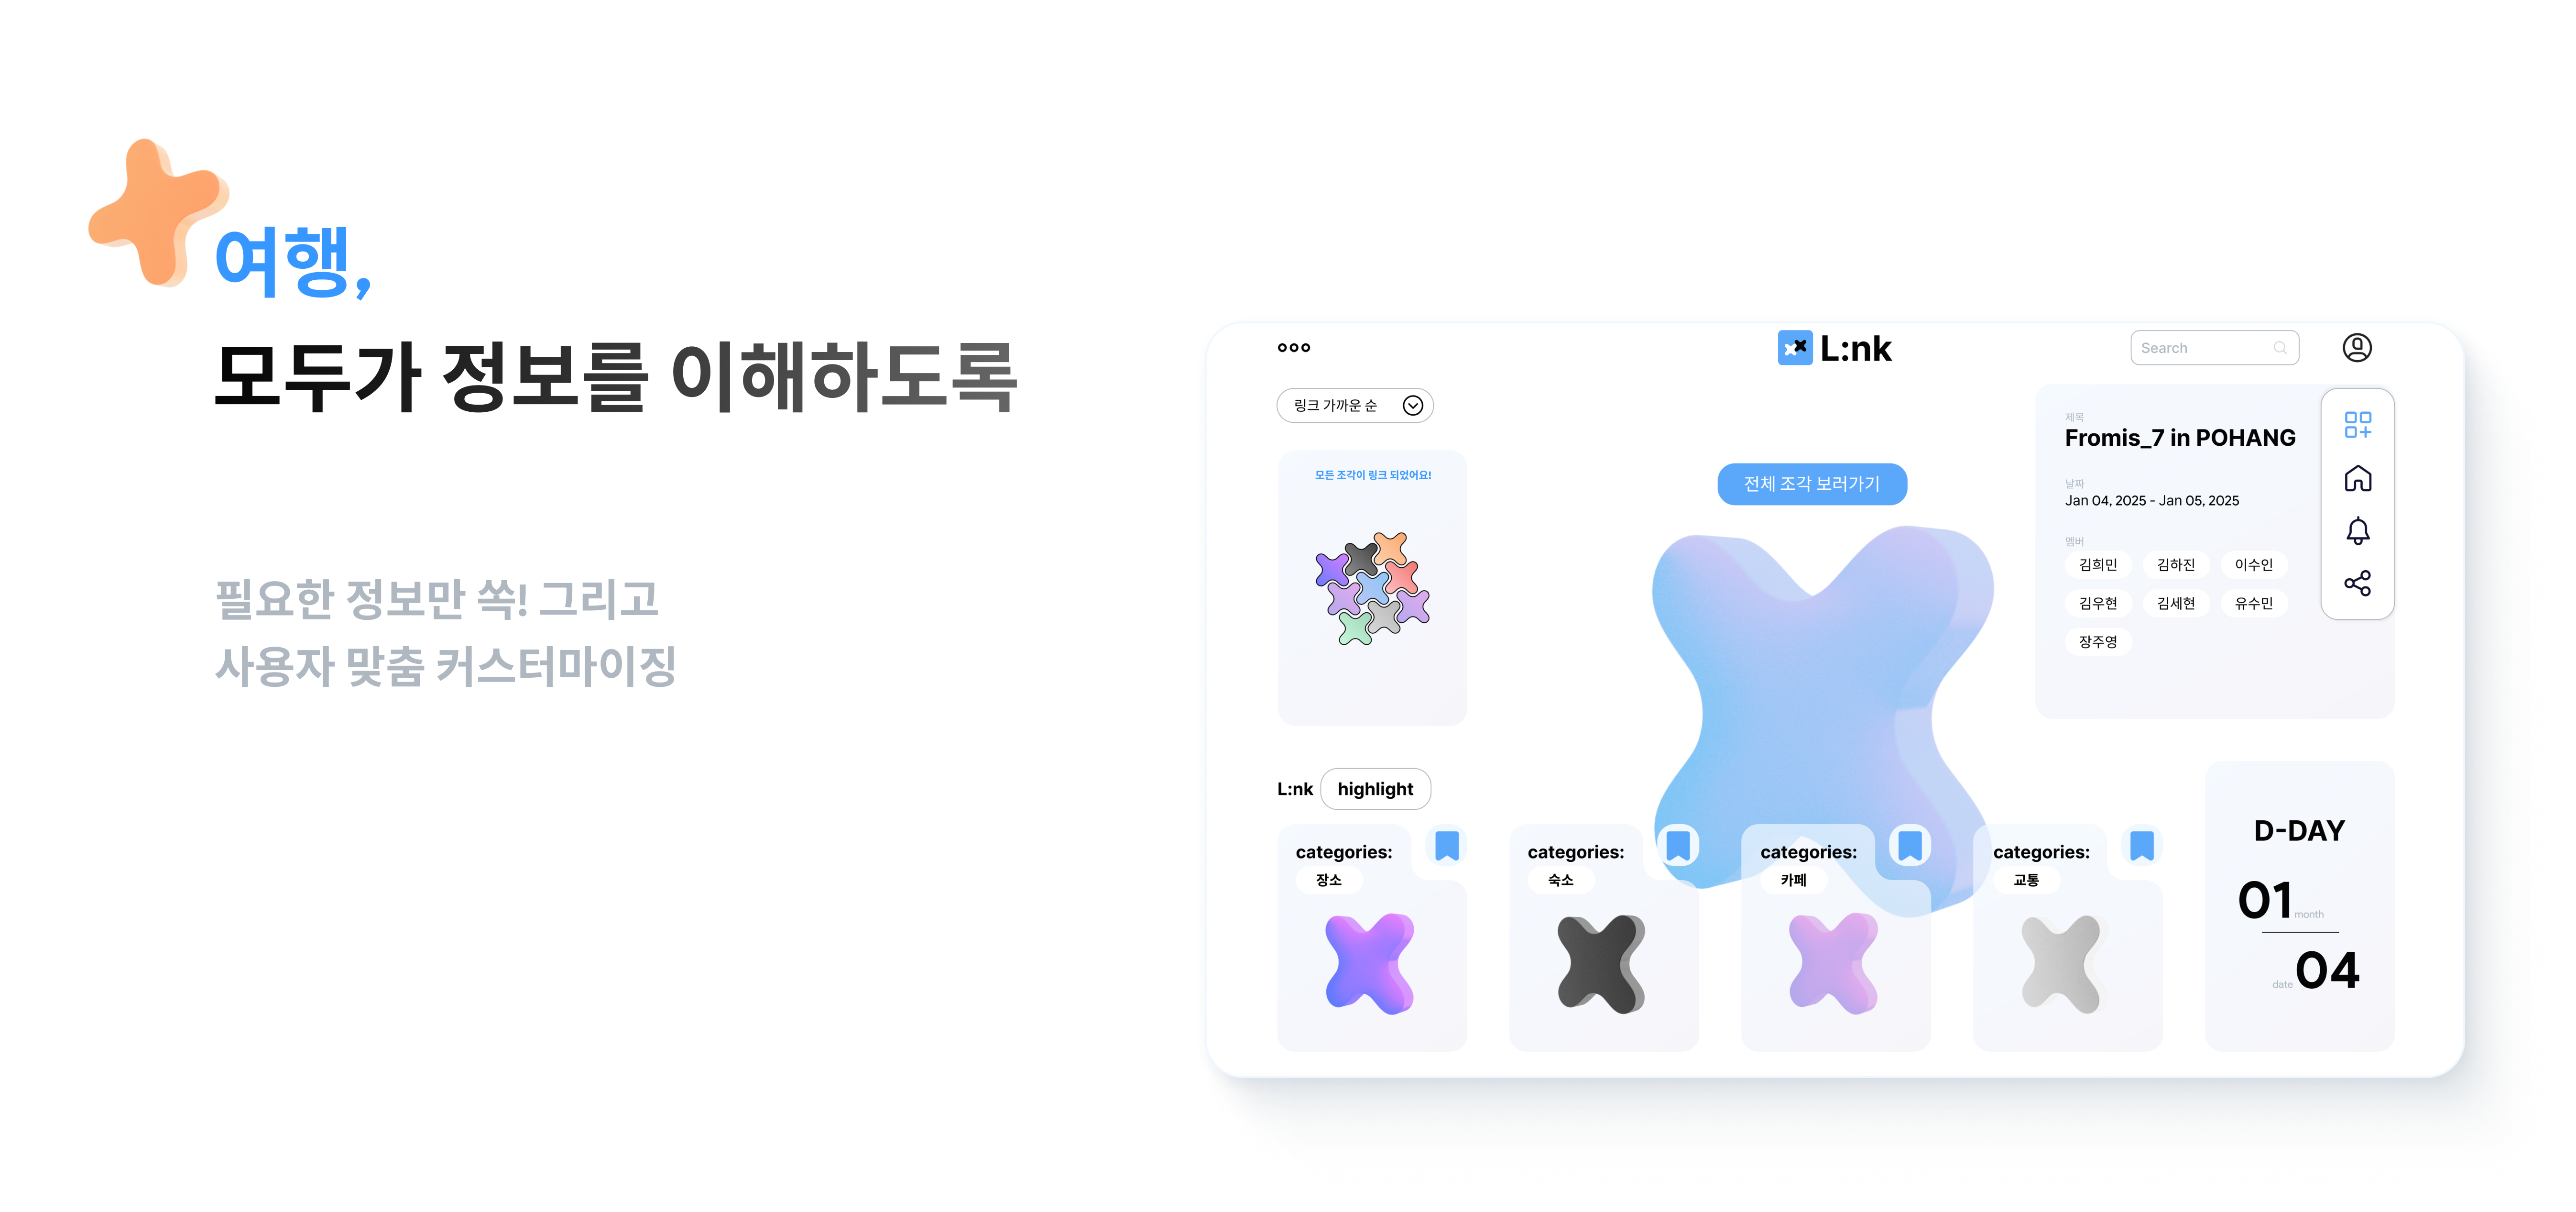 여행,
모두가 정보를 이해하도록
필요한 정보만 쏙! 그리고
사용자 맞춤 커스터마이징
L:nk
Search
링크 가까운 순
모든 조각이 링크 되었어요!
전체 조각 보러가기
제목
Fromis_7 in POHANG
날짜
Jan 04, 2025 - Jan 05, 2025
멤버
김희민 김하진 이수인
김우현 김세현 유수민
장주영
L:nk highlight
categories:
장소
categories:
숙소
categories:
카페
categories:
교통
D-DAY
01 month
date 04